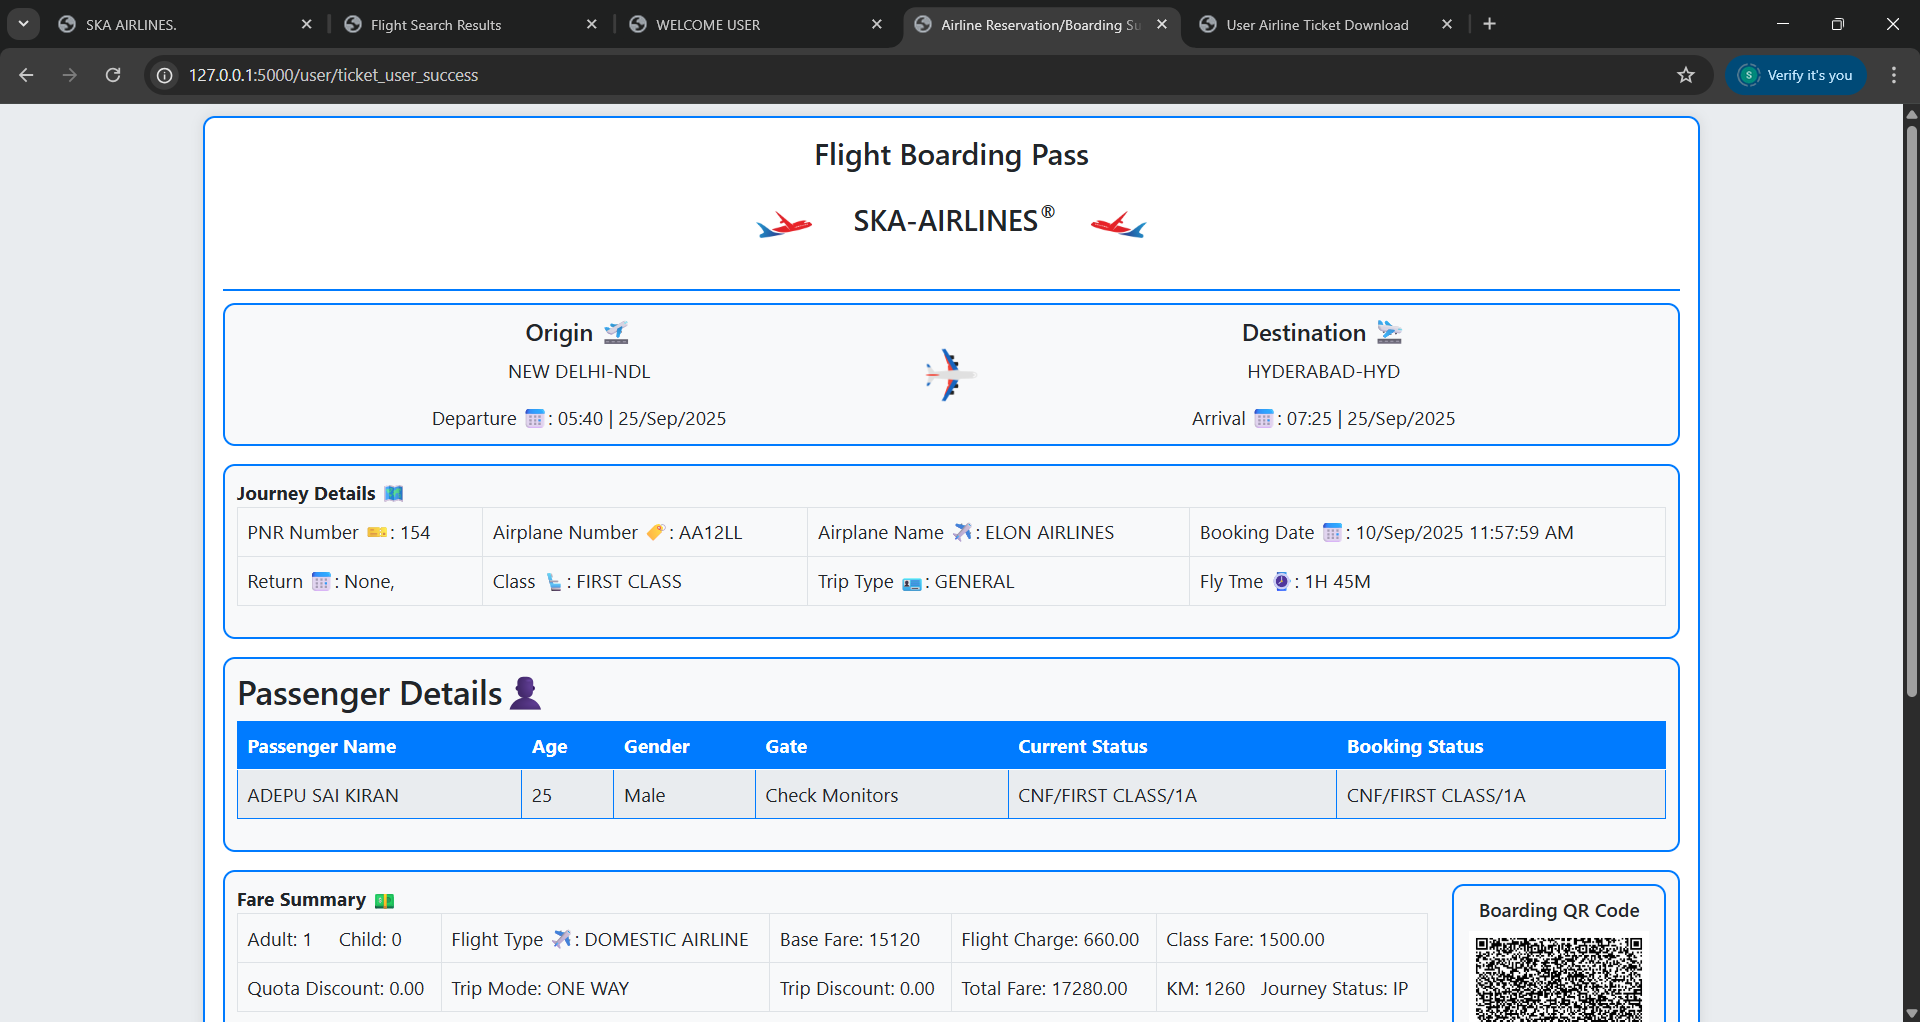 SKA AIRLINES.
Flight Search Results
WELCOME USER
Airline Reservation/Boarding Su
User Airline Ticket Download
127.0.0.1:5000/user/ticket_user_success
S Verify it's you
Flight Boarding Pass
SKA-AIRLINES®
Origin
NEW DELHI-NDL
Departure : 05:40 | 25/Sep/2025
Destination
HYDERABAD-HYD
Arrival : 07:25 | 25/Sep/2025
Journey Details
PNR Number : 154 Airplane Number : AA12LL Airplane Name : ELON AIRLINES Booking Date : 10/Sep/2025 11:57:59 AM
Return : None, Class : FIRST CLASS Trip Type : GENERAL Fly Tme : 1H 45M
Passenger Details
Passenger Name Age Gender Gate Current Status Booking Status
ADEPU SAI KIRAN 25 Male Check Monitors CNF/FIRST CLASS/1A CNF/FIRST CLASS/1A
Fare Summary
Adult: 1 Child: 0 Flight Type : DOMESTIC AIRLINE Base Fare: 15120 Flight Charge: 660.00 Class Fare: 1500.00
Quota Discount: 0.00 Trip Mode: ONE WAY Trip Discount: 0.00 Total Fare: 17280.00 KM: 1260 Journey Status: IP
Boarding QR Code